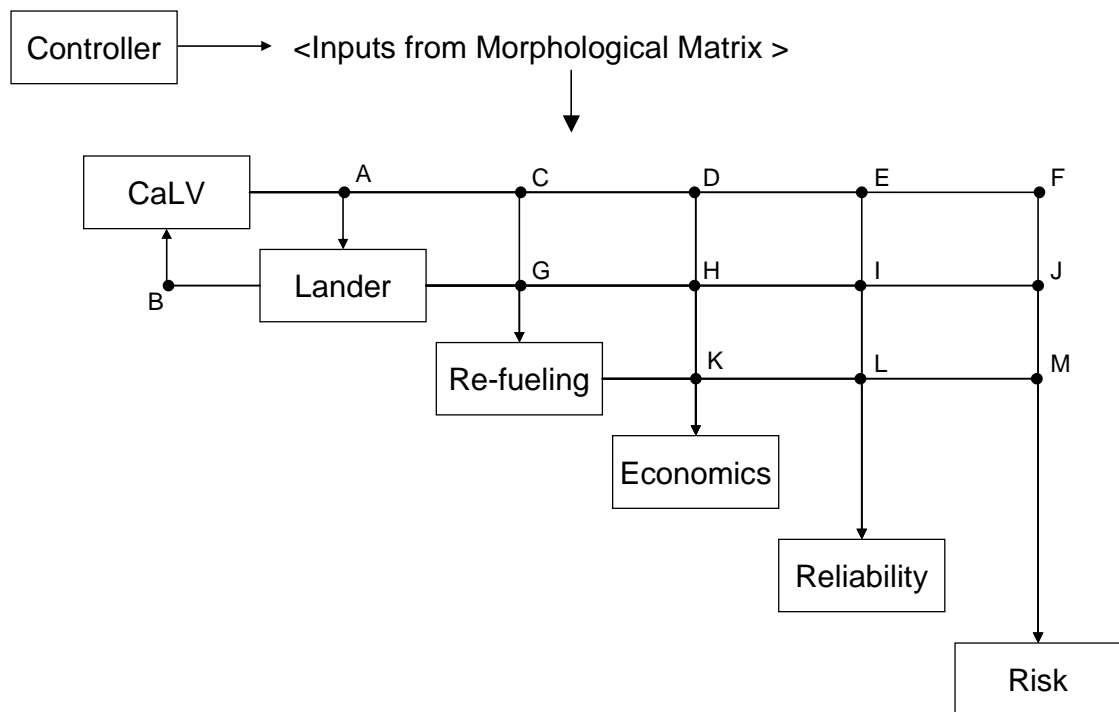 Controller
<Inputs from Morphological Matrix >
CaLV
A
C
D
E
F
B
Lander
G
H
I
J
Re-fueling
K
L
M
Economics
Reliability
Risk